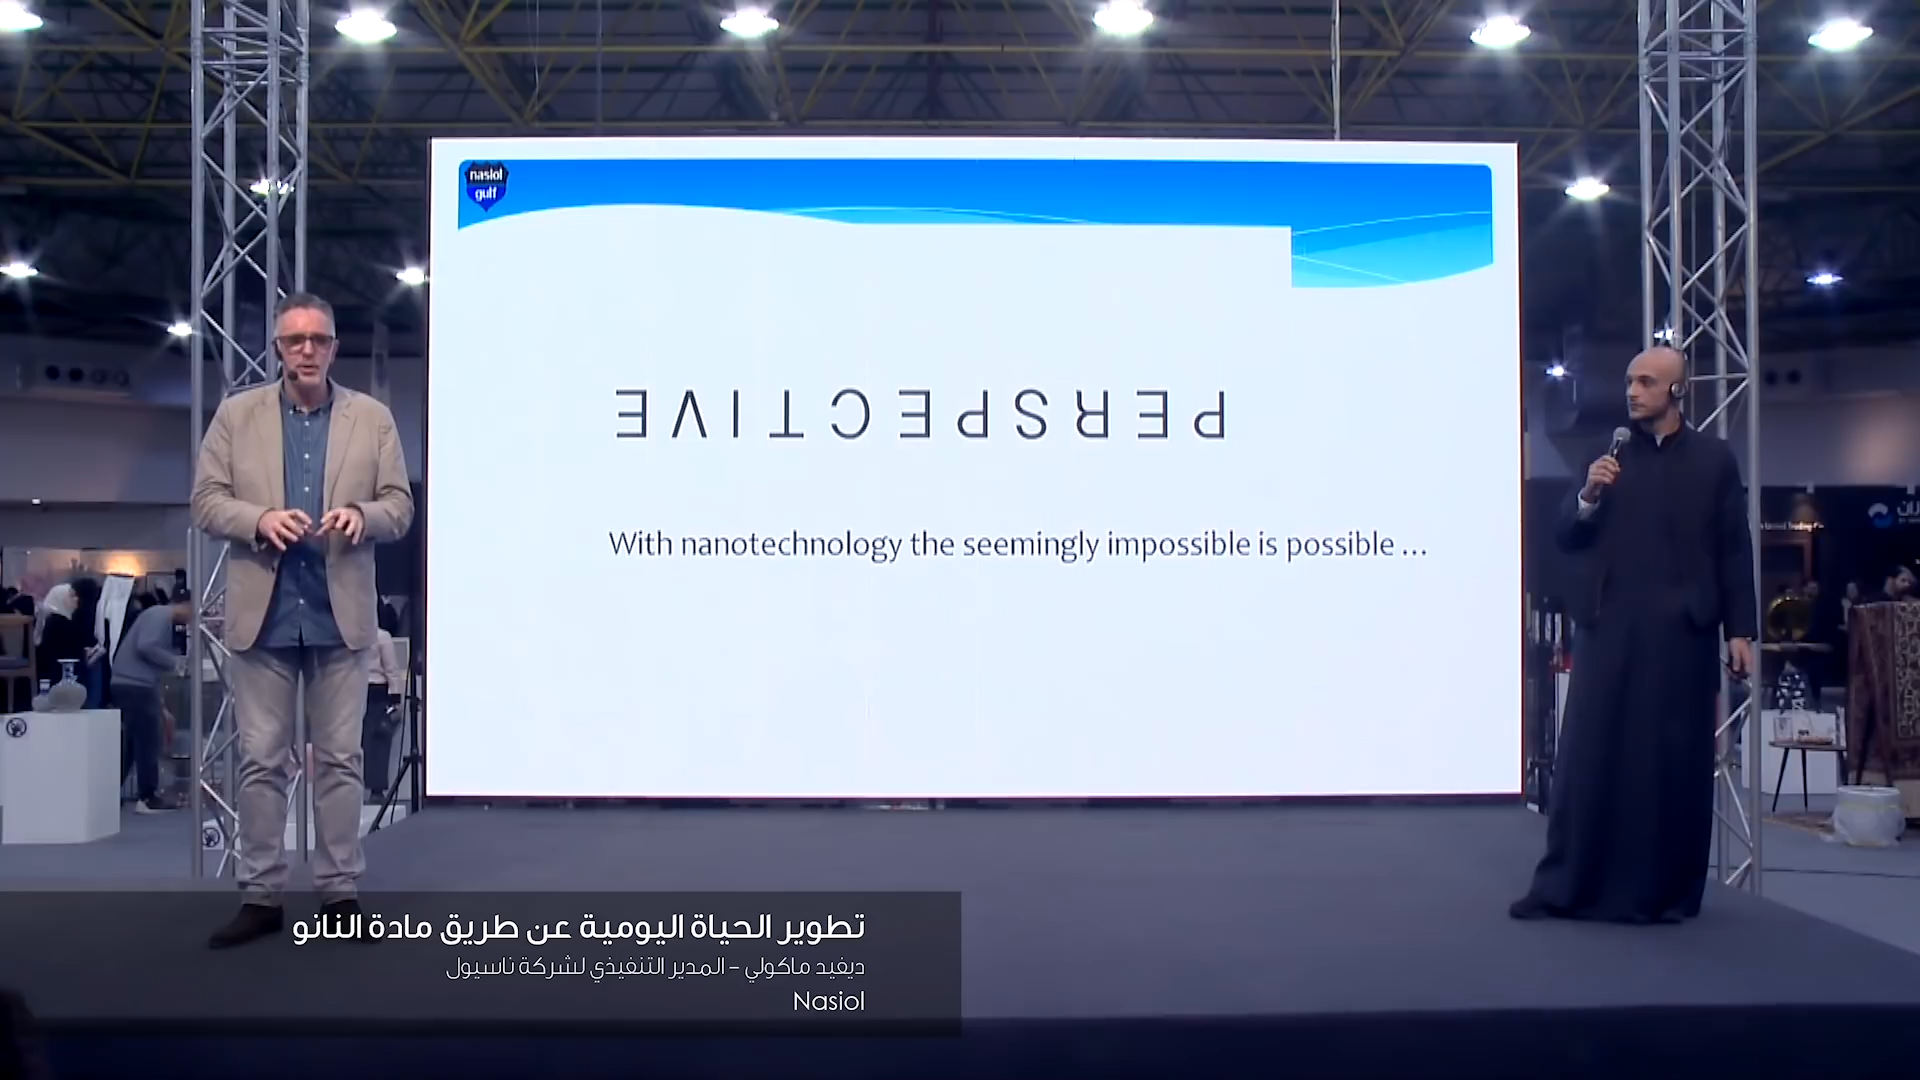 nasiol
gulf
PERSPECTIVE
With nanotechnology the seemingly impossible is possible ...
تطوير الحياة اليومية عن طريق مادة النانو
ديفيد ماكولي – المدير التنفيذي لشركة ناسيول
Nasiol